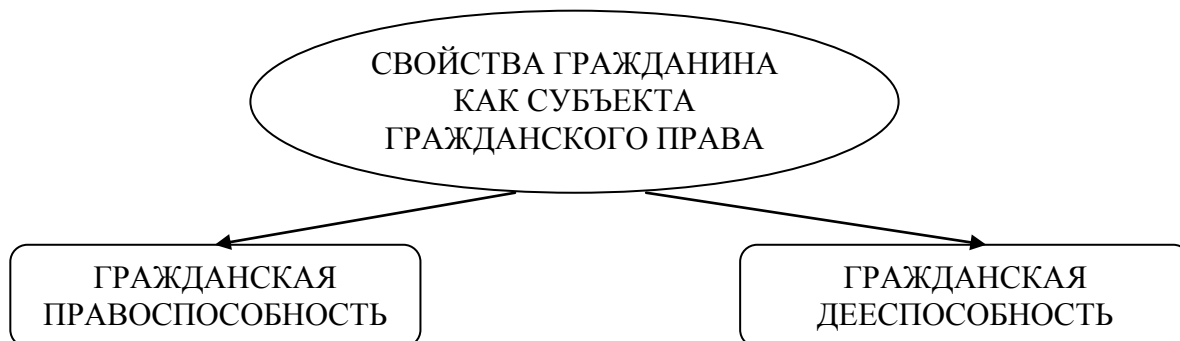 СВОЙСТВА ГРАЖДАНИНА
КАК СУБЪЕКТА
ГРАЖДАНСКОГО ПРАВА
ГРАЖДАНСКАЯ
ПРАВОСПОСОБНОСТЬ
ГРАЖДАНСКАЯ
ДЕЕСПОСОБНОСТЬ